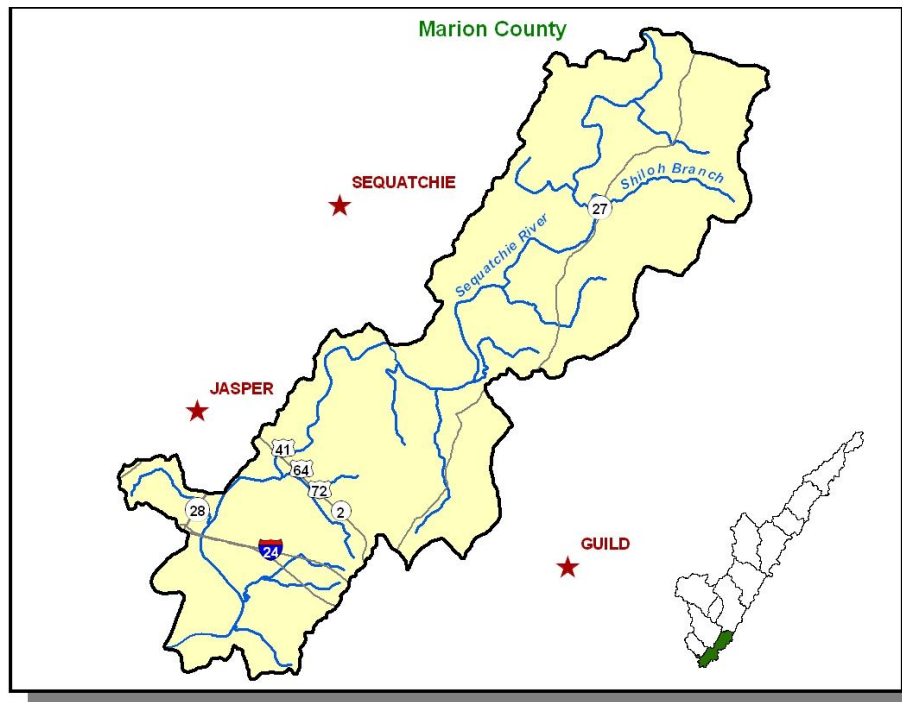 Marion County
SEQUATCHIE
Shiloh Branch
27
Sequatchie River
JASPER
41
64
72
28
2
24
GUILD